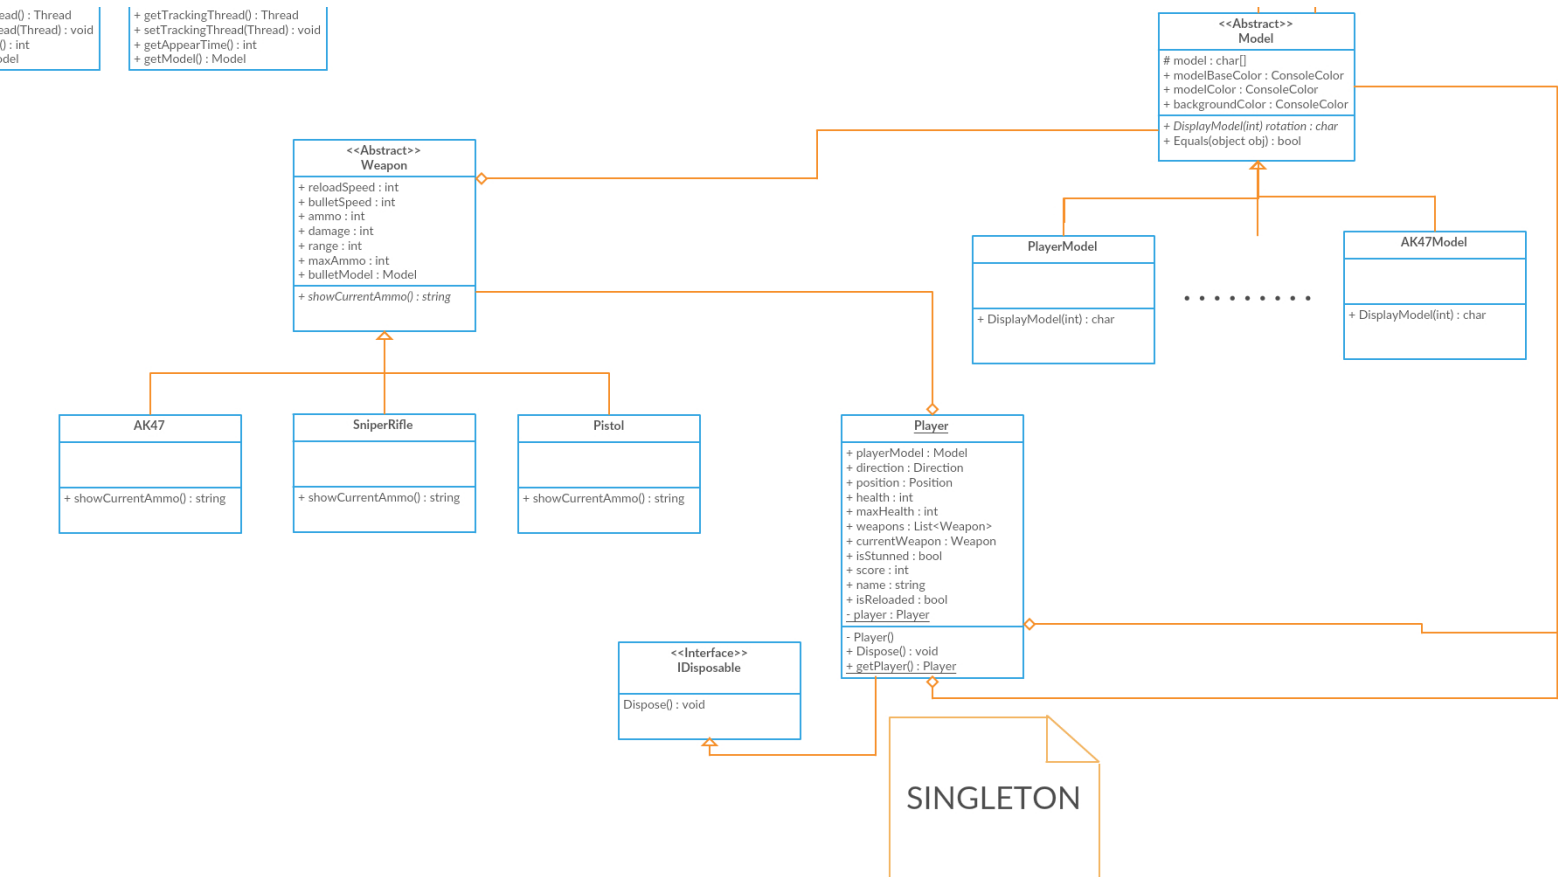 ead() : Thread
ead(Thread) : void
() : int
odel
+ getTrackingThread() : Thread
+ setTrackingThread(Thread) : void
+ getAppearTime() : int
+ getModel() : Model
<<Abstract>>
Model
# model : char[]
+ modelBaseColor : ConsoleColor
+ modelColor : ConsoleColor
+ backgroundColor : ConsoleColor
+ DisplayModel(int) rotation : char
+ Equals(object obj) : bool
<<Abstract>>
Weapon
+ reloadSpeed : int
+ bulletSpeed : int
+ ammo : int
+ damage : int
+ range : int
+ maxAmmo : int
+ bulletModel : Model
+ showCurrentAmmo() : string
PlayerModel
+ DisplayModel(int) : char
.........
AK47Model
+ DisplayModel(int) : char
AK47
+ showCurrentAmmo() : string
SniperRifle
+ showCurrentAmmo() : string
Pistol
+ showCurrentAmmo() : string
Player
+ playerModel : Model
+ direction : Direction
+ position : Position
+ health : int
+ maxHealth : int
+ weapons : List<Weapon>
+ currentWeapon : Weapon
+ isStunned : bool
+ score : int
+ name : string
+ isReloaded : bool
- player : Player
- Player()
+ Dispose() : void
+ getPlayer() : Player
<<Interface>>
IDisposable
Dispose() : void
SINGLETON